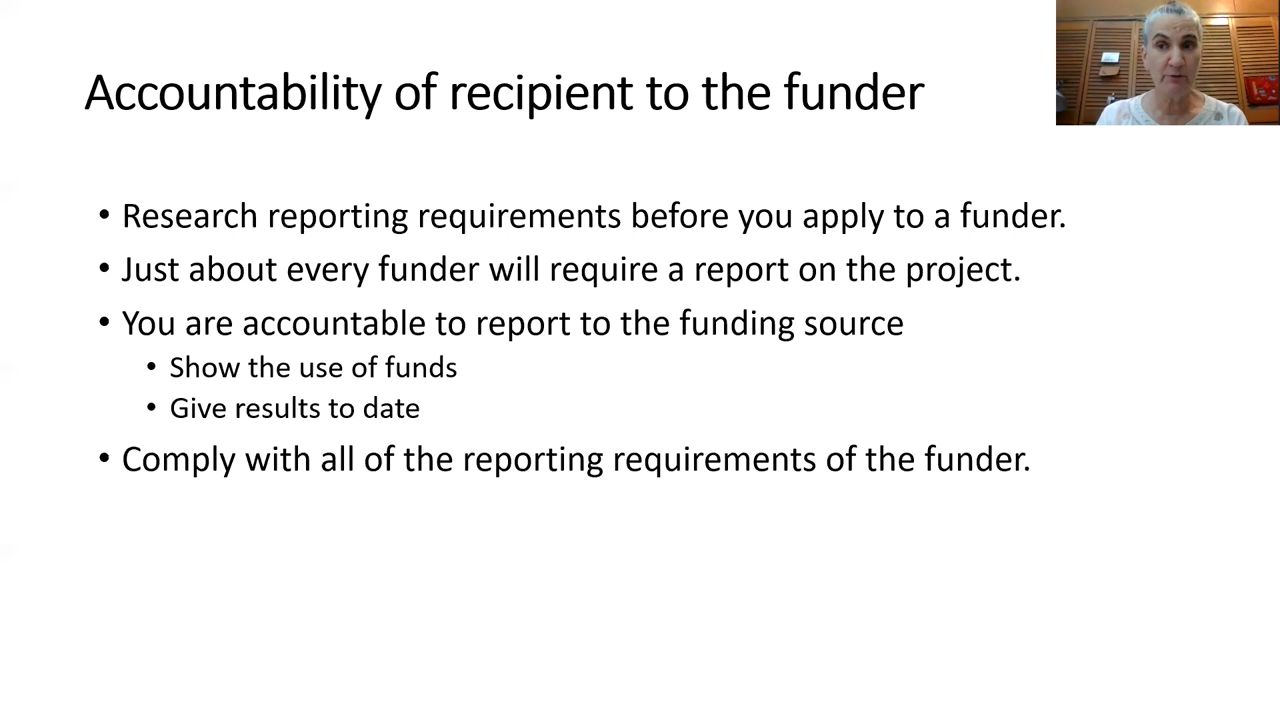 Accountability of recipient to the funder
• Research reporting requirements before you apply to a funder.
• Just about every funder will require a report on the project.
• You are accountable to report to the funding source
• Show the use of funds
• Give results to date
• Comply with all of the reporting requirements of the funder.